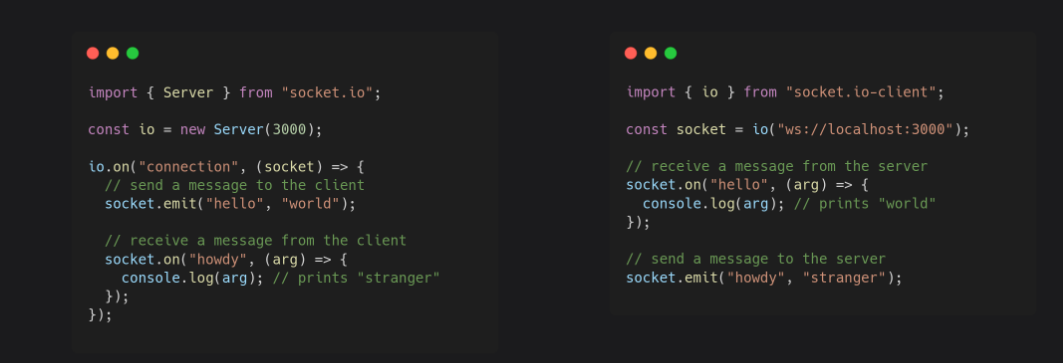 import { Server } from "socket.io";
const io = new Server(3000);
io.on("connection", (socket) => {
  // send a message to the client
  socket.emit("hello", "world");
  // receive a message from the client
  socket.on("howdy", (arg) => {
    console.log(arg); // prints "stranger"
  });
});
import { io } from "socket.io-client";
const socket = io("ws://localhost:3000");
// receive a message from the server
socket.on("hello", (arg) => {
  console.log(arg); // prints "world"
});
// send a message to the server
socket.emit("howdy", "stranger");